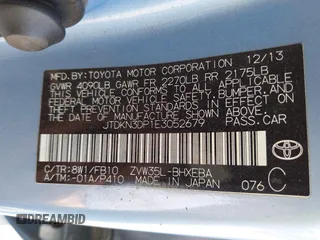 MFD.BY:TOYOTA MOTOR CORPORATION 12/13
GVWR 4090LB GAWR FR 2270LB RR 2175LB
THIS VEHICLE CONFORMS TO ALL APPLICABLE
FEDERAL MOTOR VEHICLE SAFETY, BUMPER, AND
THEFT PREVENTION STANDARDS IN EFFECT ON
THE DATE OF MANUFACTURE SHOWN ABOVE.
JTDKN3DP1E3052679
PASS. CAR
C/TR:8W1/FB10 ZVW35L-BHXEBA
A/TM:-01A/P410 MADE IN JAPAN 076 C
TOYOTA
DREAMBID